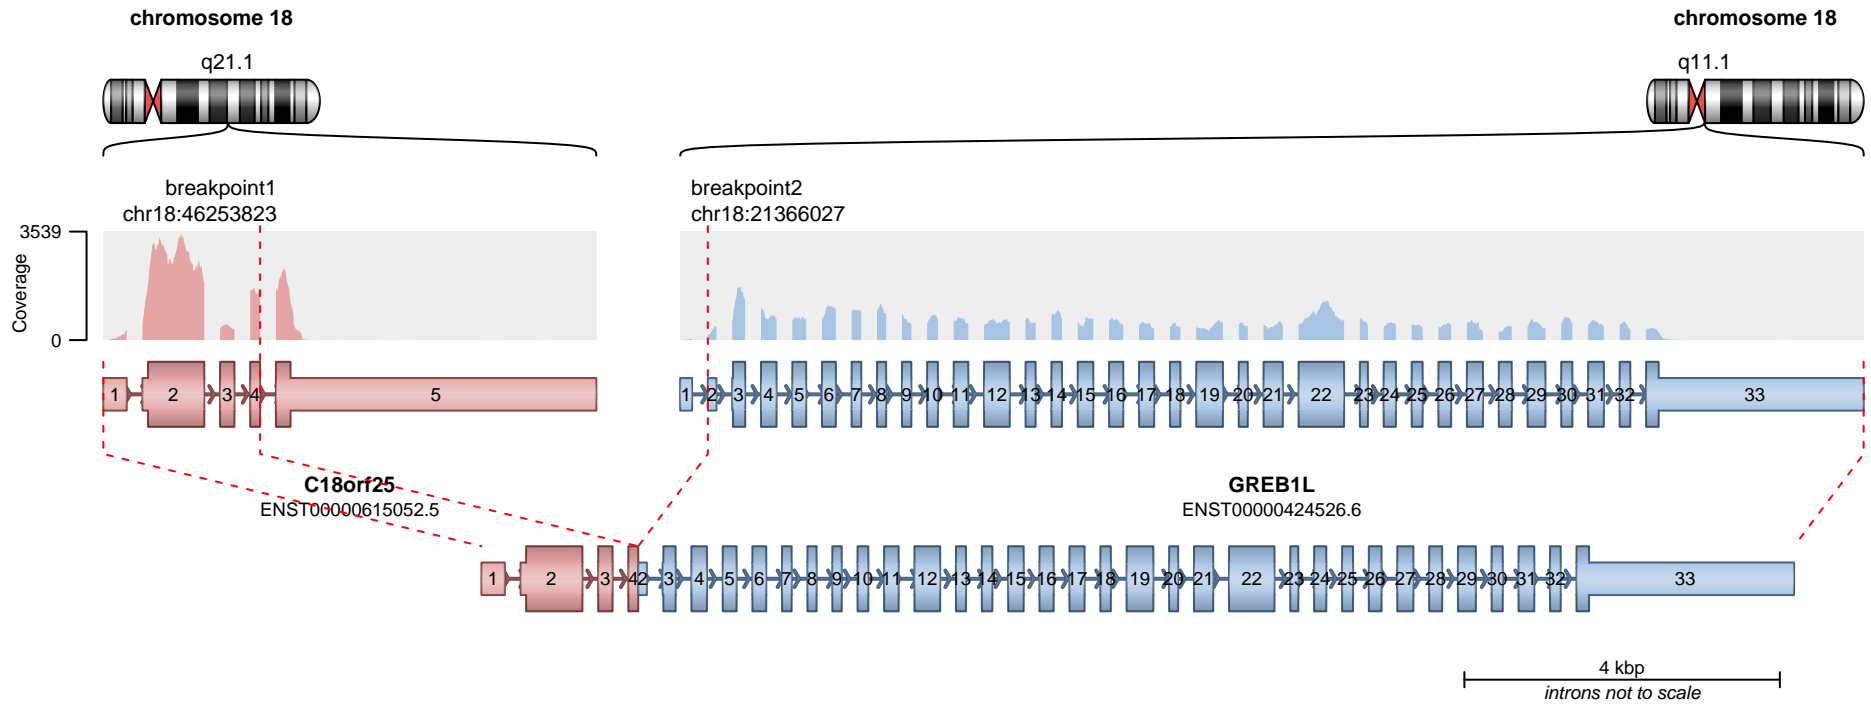 chromosome 18
chromosome 18
q21.1
q11.1
breakpoint1
chr18:46253823
breakpoint2
chr18:21366027
3539
Coverage
0
1 2 3 4 5
1 2 3 4 5 6 7 8 9 10 11 12 13 14 15 16 17 18 19 20 21 22 23 24 25 26 27 28 29 30 31 32 33
C18orf25
ENST00000615052.5
GREB1L
ENST00000424526.6
1 2 3 4 2 3 4 5 6 7 8 9 10 11 12 13 14 15 16 17 18 19 20 21 22 23 24 25 26 27 28 29 30 31 32 33
4 kbp
introns not to scale